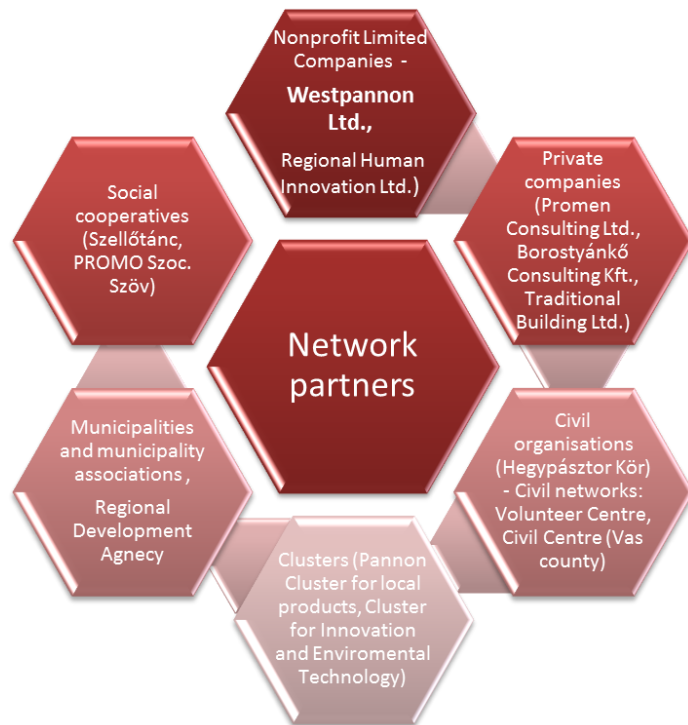 Nonprofit Limited
Companies -
Westpannon
Ltd.,
Regional Human
Innovation Ltd.)
Private
companies
(Promen
Consulting Ltd.,
Borostyánkő
Consulting Kft.,
Traditional
Building Ltd.)
Civil
organisations
(Hegypásztor Kör)
- Civil networks:
Volunteer Centre,
Civil Centre (Vas
county)
Clusters (Pannon
Cluster for local
products, Cluster
for Innovation
and Enviromental
Technology)
Municipalities
and municipality
associations ,
Regional
Development
Agnecy
Social
cooperatives
(Szellőtánc,
PROMO Szoc.
Szöv)
Network
partners